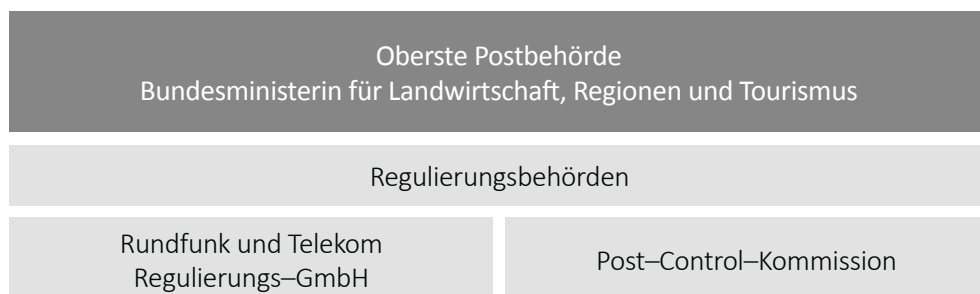 Oberste Postbehörde
Bundesministerin für Landwirtschaft, Regionen und Tourismus
Regulierungsbehörden
Rundfunk und Telekom
Regulierungs–GmbH
Post–Control–Kommission